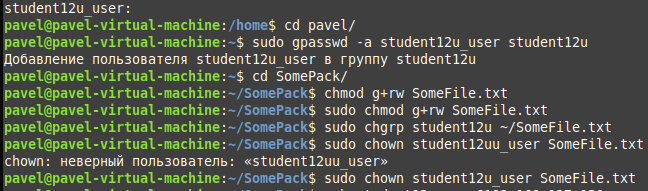 student12u_user:
pavel@pavel-virtual-machine:/home$ cd pavel/
pavel@pavel-virtual-machine:~$ sudo gpasswd -a student12u_user student12u
Добавление пользователя student12u_user в группу student12u
pavel@pavel-virtual-machine:~$ cd SomePack/
pavel@pavel-virtual-machine:~/SomePack$ chmod g+rw SomeFile.txt
pavel@pavel-virtual-machine:~/SomePack$ sudo chmod g+rw SomeFile.txt
pavel@pavel-virtual-machine:~/SomePack$ sudo chgrp student12u ~/SomeFile.txt
pavel@pavel-virtual-machine:~/SomePack$ sudo chown student12uu_user SomeFile.txt
chown: неверный пользователь: «student12uu_user»
pavel@pavel-virtual-machine:~/SomePack$ sudo chown student12u_user SomeFile.txt